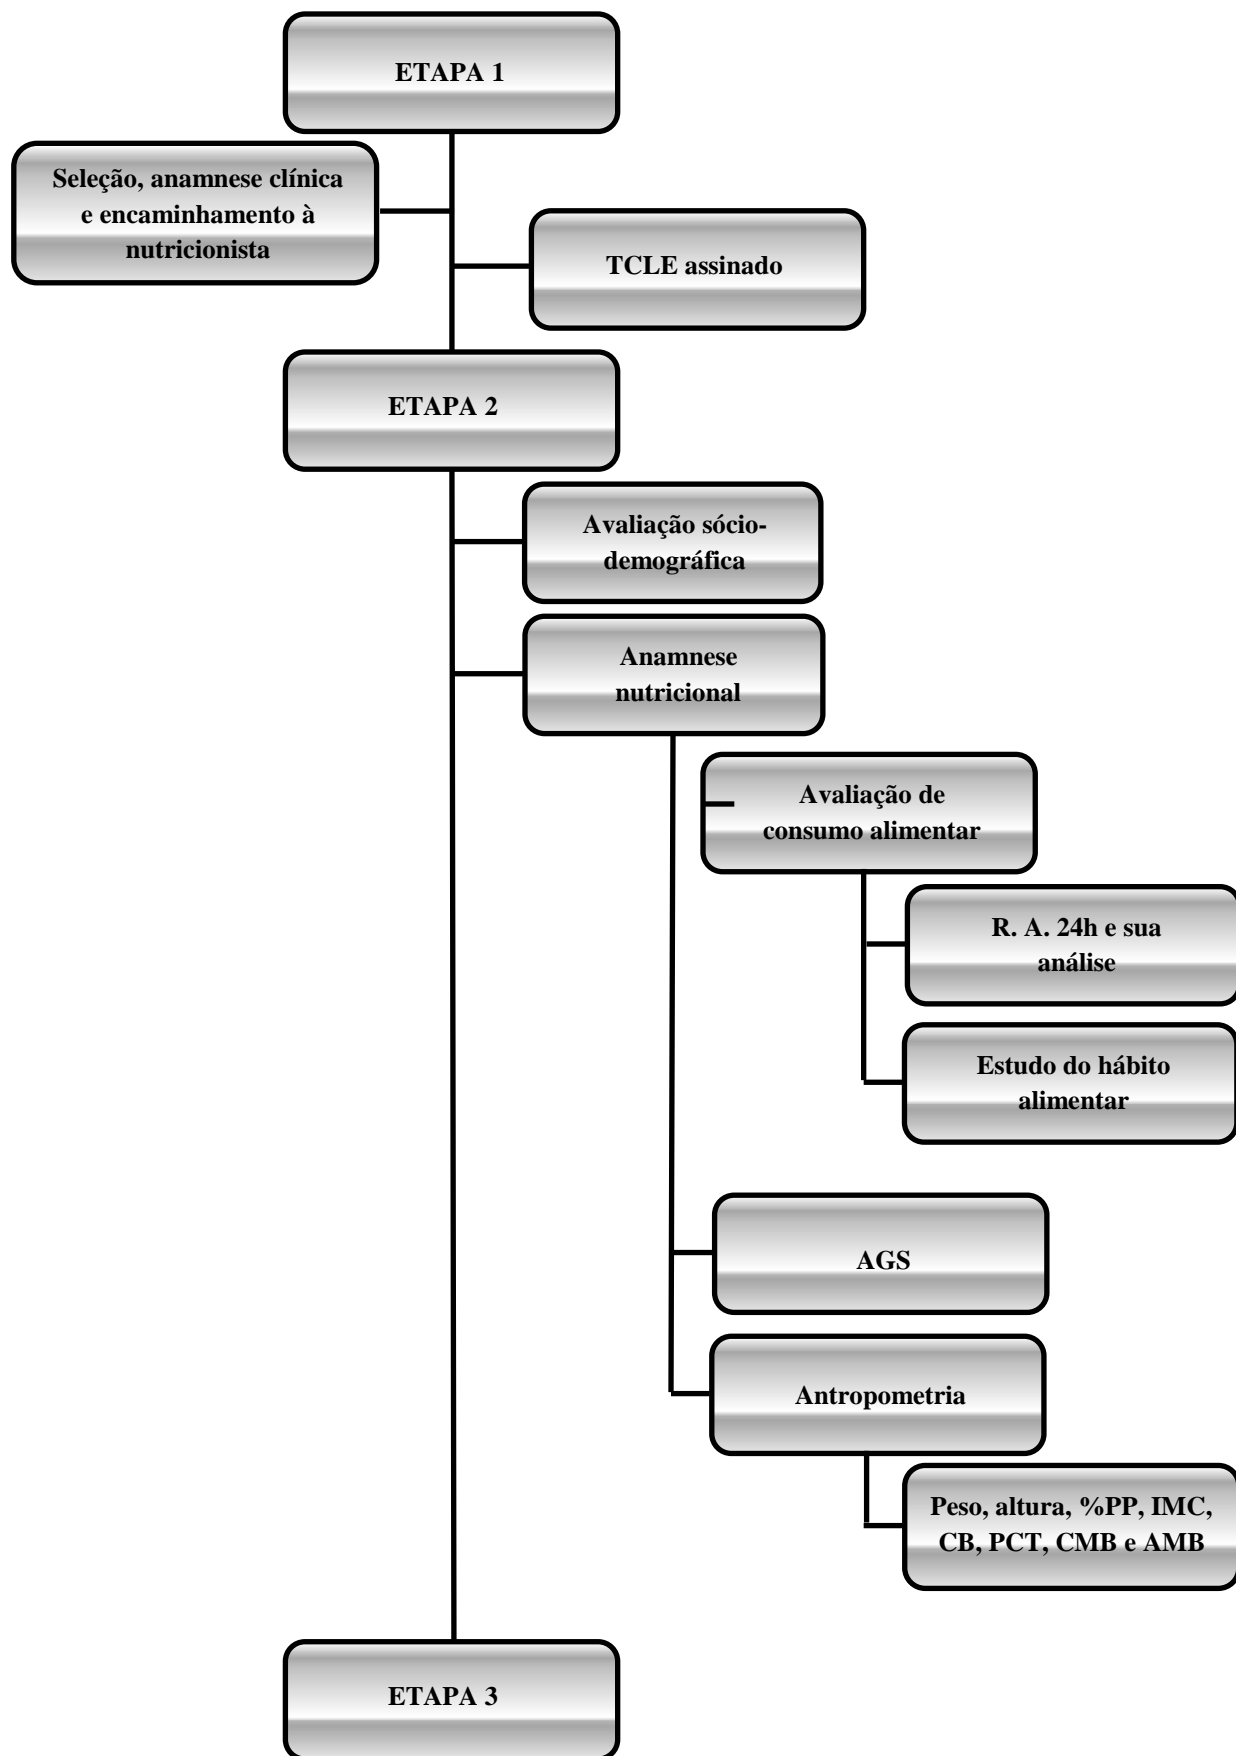 ETAPA 1
Seleção, anamnese clínica
e encaminhamento à
nutricionista
TCLE assinado
ETAPA 2
Avaliação sócio-
demográfica
Anamnese
nutricional
Avaliação de
consumo alimentar
R. A. 24h e sua
análise
Estudo do hábito
alimentar
AGS
Antropometria
Peso, altura, %PP, IMC,
CB, PCT, CMB e AMB
ETAPA 3